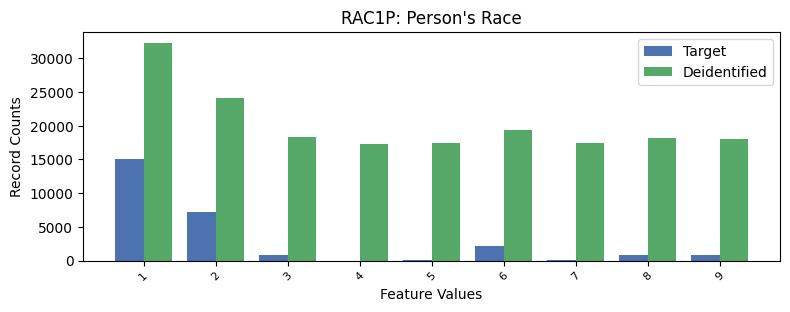 RAC1P: Person's Race
Target
Deidentified
Record Counts
30000
25000
20000
15000
10000
5000
0
1 2 3 4 5 6 7 8 9
Feature Values